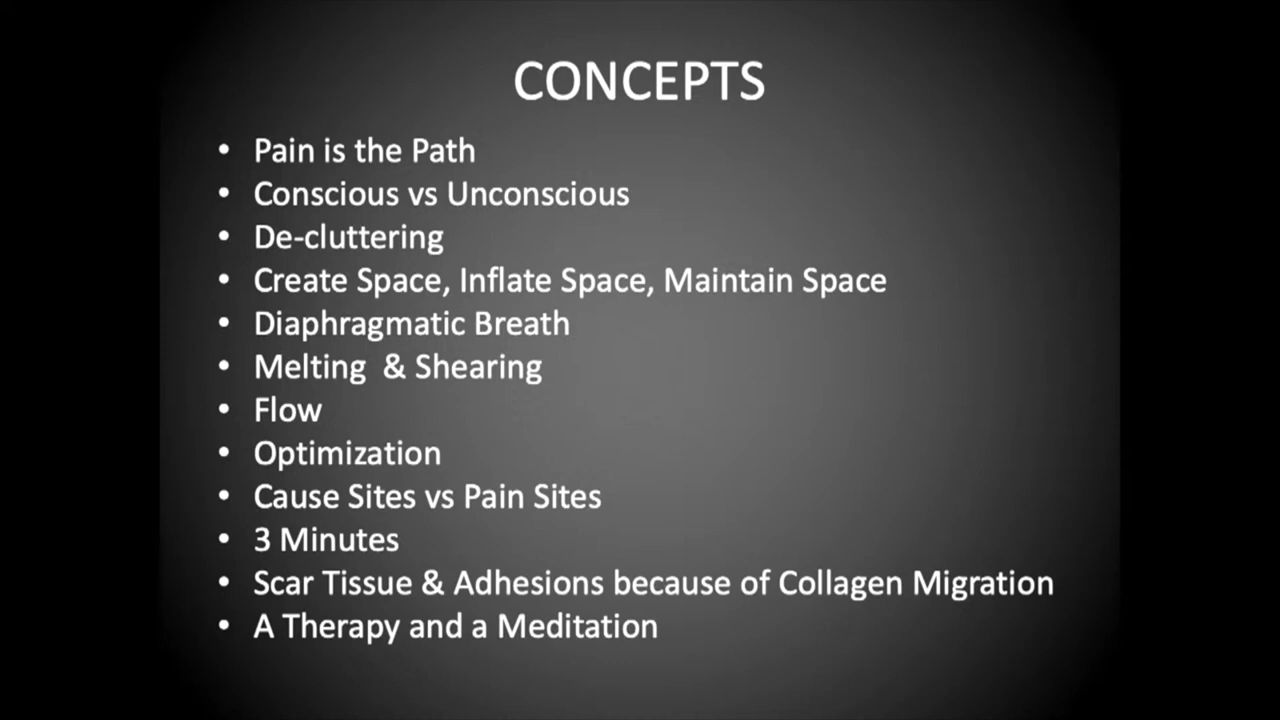 CONCEPTS
• Pain is the Path
• Conscious vs Unconscious
• De-cluttering
• Create Space, Inflate Space, Maintain Space
• Diaphragmatic Breath
• Melting  & Shearing
• Flow
• Optimization
• Cause Sites vs Pain Sites
• 3 Minutes
• Scar Tissue & Adhesions because of Collagen Migration
• A Therapy and a Meditation